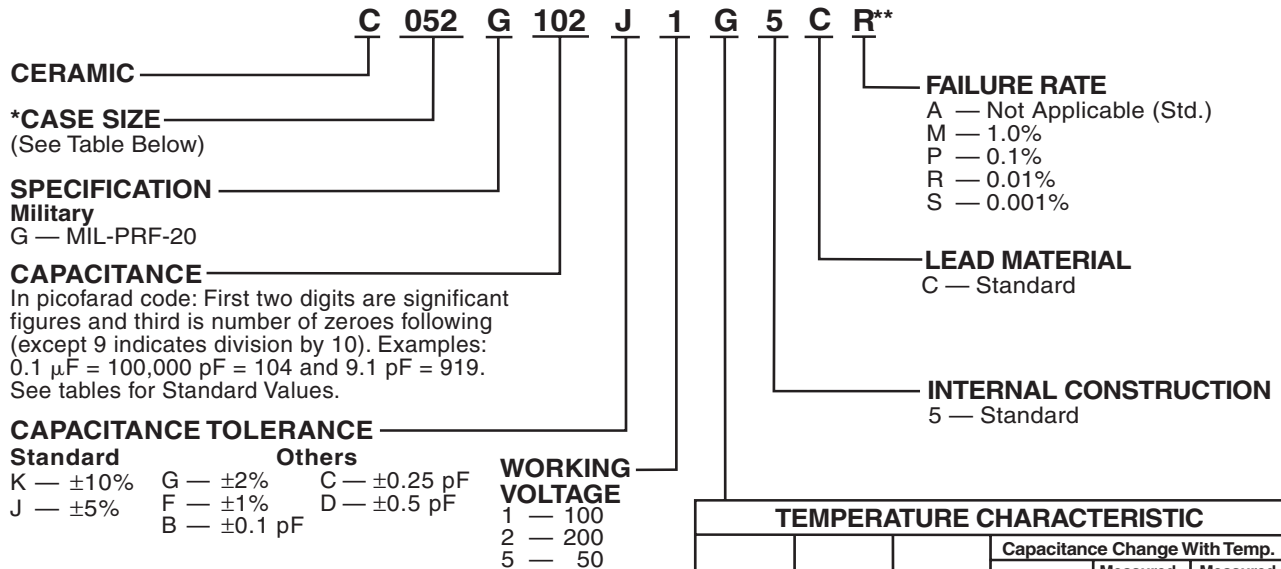 C 052 G 102 J 1 G 5 C R**
CERAMIC
*CASE SIZE
(See Table Below)
SPECIFICATION
Military
G — MIL-PRF-20
CAPACITANCE
In picofarad code: First two digits are significant
figures and third is number of zeroes following
(except 9 indicates division by 10). Examples:
0.1 μF = 100,000 pF = 104 and 9.1 pF = 919.
See tables for Standard Values.
CAPACITANCE TOLERANCE
Standard Others
K — ±10% G — ±2% C — ±0.25 pF
J — ±5% F — ±1% D — ±0.5 pF
B — ±0.1 pF
WORKING
VOLTAGE
1 — 100
2 — 200
5 — 50
FAILURE RATE
A — Not Applicable (Std.)
M — 1.0%
P — 0.1%
R — 0.01%
S — 0.001%
LEAD MATERIAL
C — Standard
INTERNAL CONSTRUCTION
5 — Standard
TEMPERATURE CHARACTERISTIC
Capacitance Change With Temp.
Measured Measured